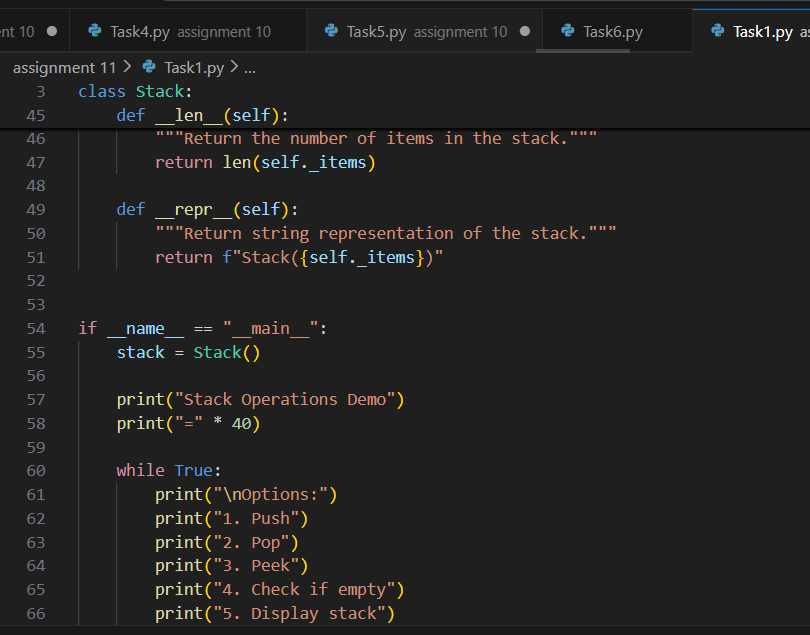 nt 10 ● Task4.py assignment 10 Task5.py assignment 10 ● Task6.py Task1.py as
assignment 11 > Task1.py > ...
3 class Stack:
45     def __len__(self):
46         """Return the number of items in the stack."""
47         return len(self._items)
48
49     def __repr__(self):
50         """Return string representation of the stack."""
51         return f"Stack({self._items})"
52
53
54 if __name__ == "__main__":
55     stack = Stack()
56
57     print("Stack Operations Demo")
58     print("=" * 40)
59
60     while True:
61         print("\nOptions:")
62         print("1. Push")
63         print("2. Pop")
64         print("3. Peek")
65         print("4. Check if empty")
66         print("5. Display stack")